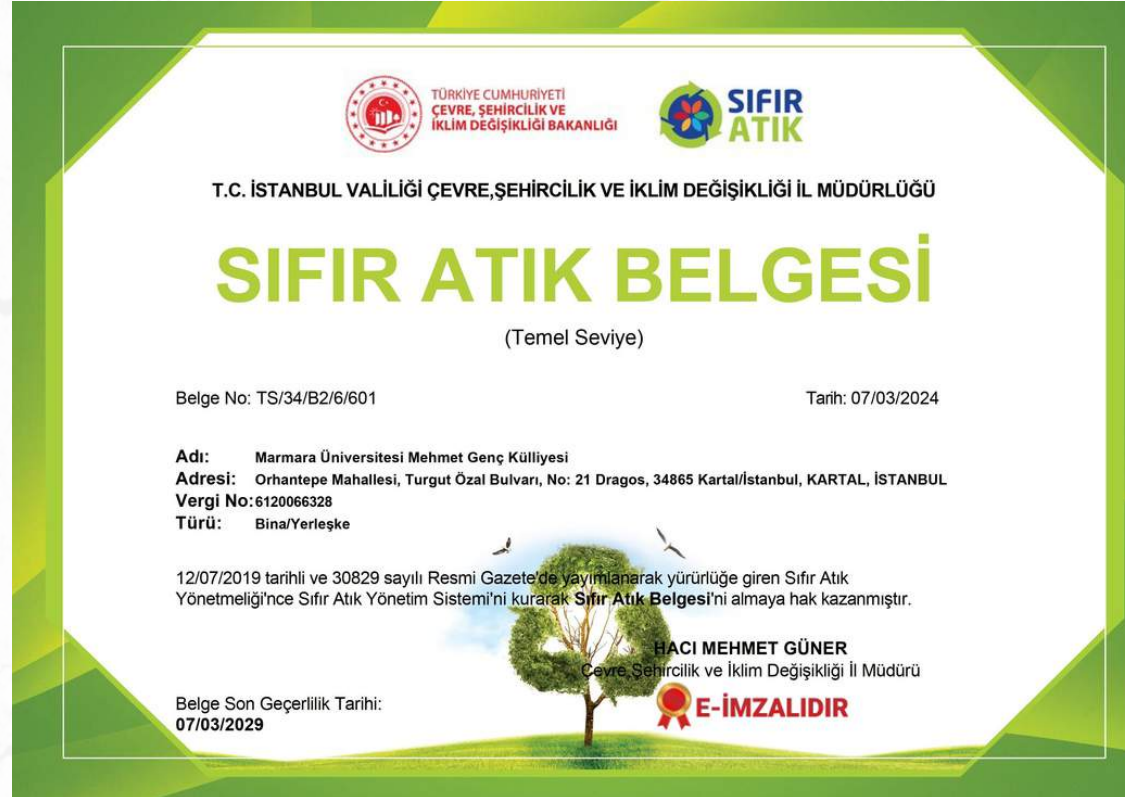 TÜRKİYE CUMHURİYETİ
ÇEVRE, ŞEHİRCİLİK VE
İKLİM DEĞİŞİKLİĞİ BAKANLIĞI
SIFIR
ATIK
T.C. İSTANBUL VALİLİĞİ ÇEVRE,ŞEHİRCİLİK VE İKLİM DEĞİŞİKLİĞİ İL MÜDÜRLÜĞÜ
SIFIR ATIK BELGESİ
(Temel Seviye)
Belge No: TS/34/B2/6/601 Tarih: 07/03/2024
Adı: Marmara Üniversitesi Mehmet Genç Külliyesi
Adresi: Orhantepe Mahallesi, Turgut Özal Bulvarı, No: 21 Dragos, 34865 Kartal/İstanbul, KARTAL, İSTANBUL
Vergi No: 6120066328
Türü: Bina/Yerleşke
12/07/2019 tarihli ve 30829 sayılı Resmi Gazete'de yayımlanarak yürürlüğe giren Sıfır Atık
Yönetmeliği'nce Sıfır Atık Yönetim Sistemi'ni kurarak Sıfır Atık Belgesi'ni almaya hak kazanmıştır.
HACI MEHMET GÜNER
Çevre,Şehircilik ve İklim Değişikliği İl Müdürü
E-İMZALIDIR
Belge Son Geçerlilik Tarihi:
07/03/2029